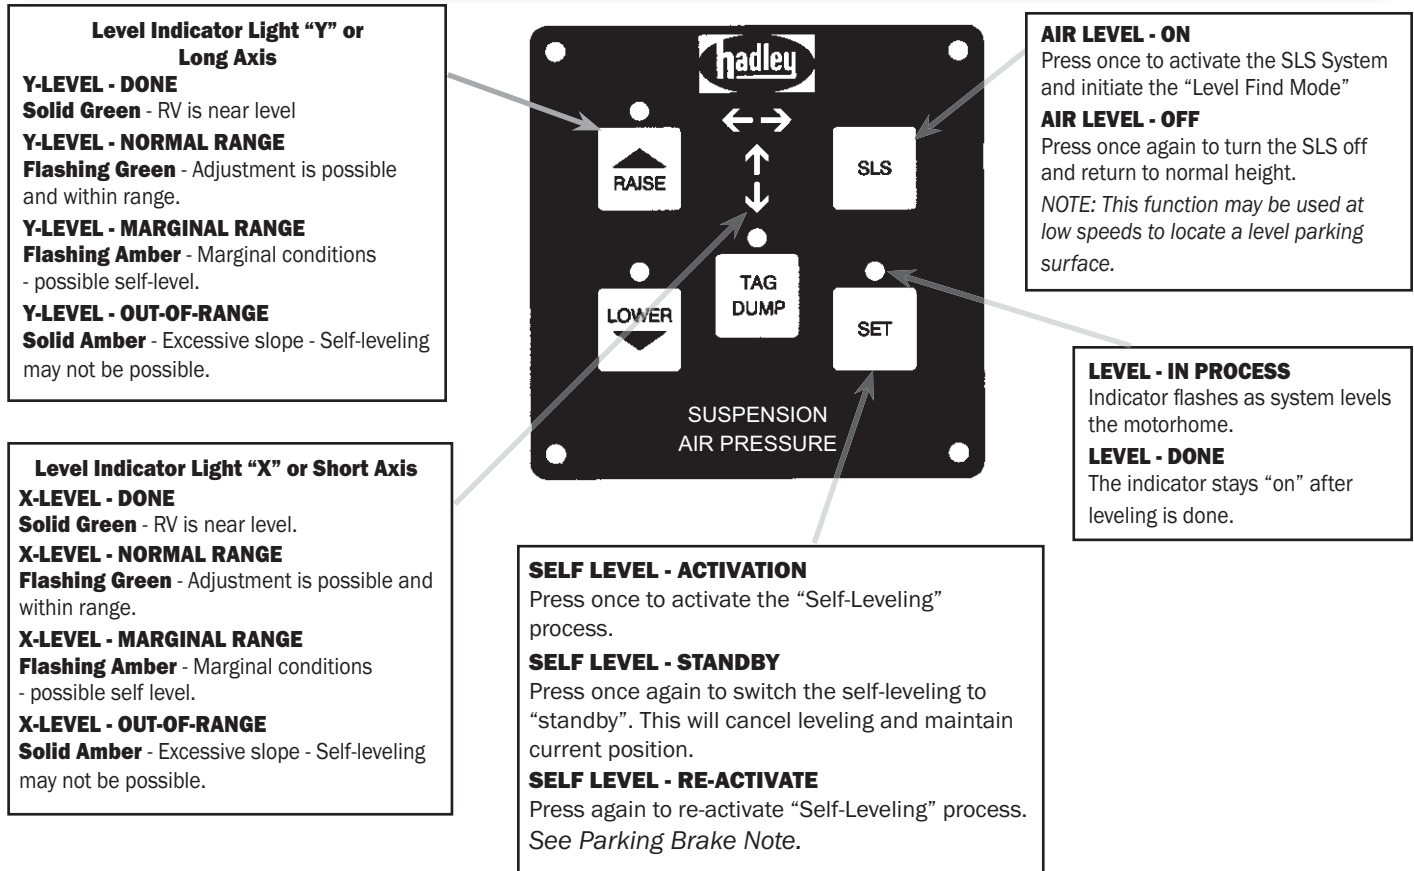 Level Indicator Light “Y” or
Long Axis
Y-LEVEL - DONE
Solid Green - RV is near level
Y-LEVEL - NORMAL RANGE
Flashing Green - Adjustment is possible
and within range.
Y-LEVEL - MARGINAL RANGE
Flashing Amber - Marginal conditions
- possible self-level.
Y-LEVEL - OUT-OF-RANGE
Solid Amber - Excessive slope - Self-leveling
may not be possible.
Level Indicator Light “X” or Short Axis
X-LEVEL - DONE
Solid Green - RV is near level.
X-LEVEL - NORMAL RANGE
Flashing Green - Adjustment is possible and
within range.
X-LEVEL - MARGINAL RANGE
Flashing Amber - Marginal conditions
- possible self level.
X-LEVEL - OUT-OF-RANGE
Solid Amber - Excessive slope - Self-leveling
may not be possible.
hadley
RAISE
SLS
LOWER
TAG
DUMP
SET
SUSPENSION
AIR PRESSURE
AIR LEVEL - ON
Press once to activate the SLS System
and initiate the “Level Find Mode”
AIR LEVEL - OFF
Press once again to turn the SLS off
and return to normal height.
NOTE: This function may be used at
low speeds to locate a level parking
surface.
LEVEL - IN PROCESS
Indicator flashes as system levels
the motorhome.
LEVEL - DONE
The indicator stays “on” after
leveling is done.
SELF LEVEL - ACTIVATION
Press once to activate the “Self-Leveling”
process.
SELF LEVEL - STANDBY
Press once again to switch the self-leveling to
“standby”. This will cancel leveling and maintain
current position.
SELF LEVEL - RE-ACTIVATE
Press again to re-activate “Self-Leveling” process.
See Parking Brake Note.